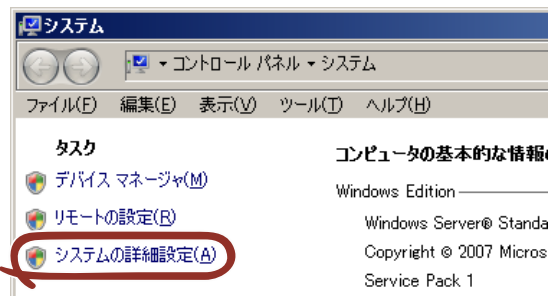 システム
コントロール パネル システム
ファイル(F) 編集(E) 表示(V) ツール(T) ヘルプ(H)
タスク
デバイス マネージャ(M)
リモートの設定(R)
システムの詳細設定(A)
コンピュータの基本的な情報
Windows Edition
Windows Server®
Copyright © 2007
Service Pack 1